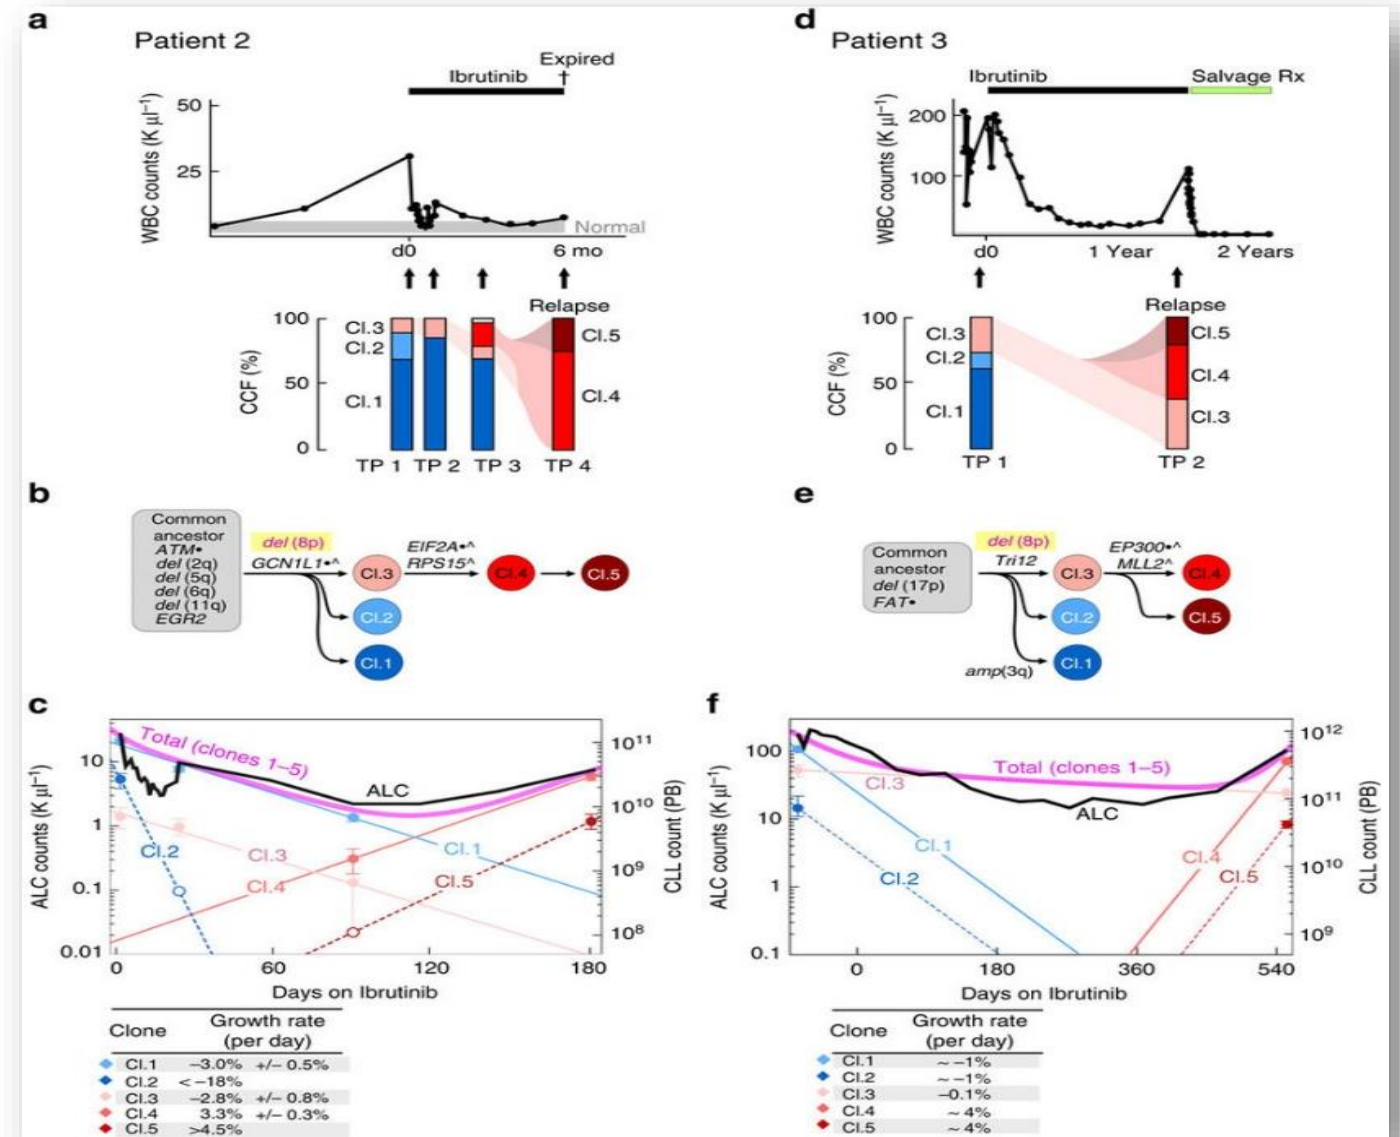 a
Patient 2
Expired
†
Ibrutinib
WBC counts (K µl⁻¹)
50
25
Normal
d0
6 mo
Relapse
CCF (%)
100
50
0
Cl.3
Cl.2
Cl.1
Cl.5
Cl.4
TP 1 TP 2 TP 3 TP 4
b
Common
ancestor
ATM•
del (2q)
del (5q)
del (6q)
del (11q)
EGR2
del (8p)
GCN1L1•^
Cl.3
EIF2A•^
RPS15^
Cl.4
Cl.5
Cl.2
Cl.1
c
ALC counts (K µl⁻¹)
10
1
0.1
0.01
Total (clones 1–5)
ALC
Cl.2
Cl.3
Cl.4
Cl.1
Cl.5
10¹¹
10¹⁰
10⁹
10⁸
CLL count (PB)
0 60 120 180
Days on Ibrutinib
Clone Growth rate (per day)
Cl.1 −3.0% +/− 0.5%
Cl.2 <−18%
Cl.3 −2.8% +/− 0.8%
Cl.4 3.3% +/− 0.3%
Cl.5 >4.5%
d
Patient 3
Ibrutinib
Salvage Rx
WBC counts (K µl⁻¹)
200
100
d0
1 Year
2 Years
Relapse
CCF (%)
100
50
0
Cl.3
Cl.2
Cl.1
Cl.5
Cl.4
Cl.3
TP 1
TP 2
e
Common
ancestor
del (17p)
FAT•
del (8p)
Tri12
Cl.3
EP300•^
MLL2^
Cl.4
Cl.2
Cl.5
amp(3q)
Cl.1
f
ALC counts (K µl⁻¹)
100
10
1
0.1
Total (clones 1–5)
Cl.3
ALC
Cl.1
Cl.2
Cl.4
Cl.5
10¹²
10¹¹
10¹⁰
10⁹
CLL count (PB)
0 180 360 540
Days on Ibrutinib
Clone Growth rate (per day)
Cl.1 ~ −1%
Cl.2 ~ −1%
Cl.3 −0.1%
Cl.4 ~ 4%
Cl.5 ~ 4%